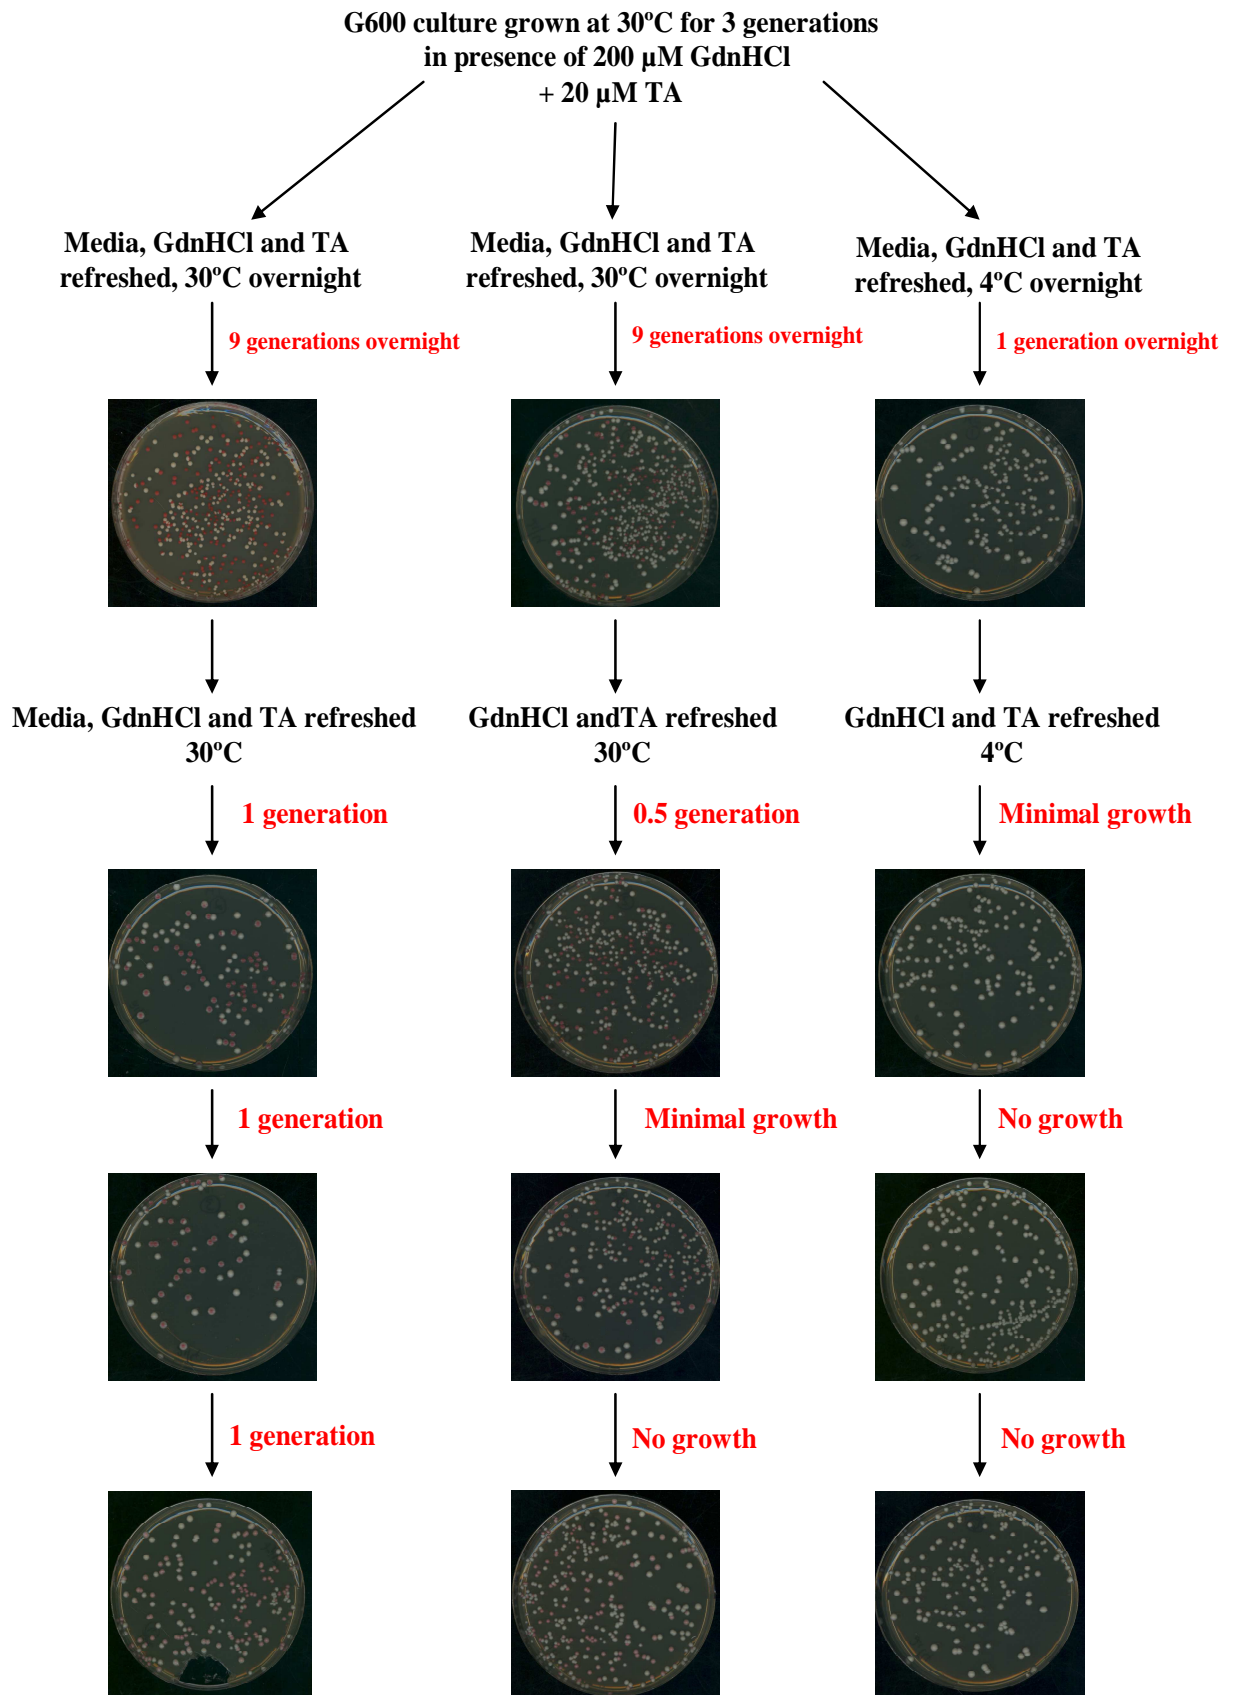 G600 culture grown at 30ºC for 3 generations
in presence of 200 µM GdnHCl
+ 20 µM TA
Media, GdnHCl and TA
refreshed, 30ºC overnight
Media, GdnHCl and TA
refreshed, 30ºC overnight
Media, GdnHCl and TA
refreshed, 4ºC overnight
9 generations overnight
9 generations overnight
1 generation overnight
Media, GdnHCl and TA refreshed
30ºC
GdnHCl andTA refreshed
30ºC
GdnHCl and TA refreshed
4ºC
1 generation
0.5 generation
Minimal growth
1 generation
Minimal growth
No growth
1 generation
No growth
No growth